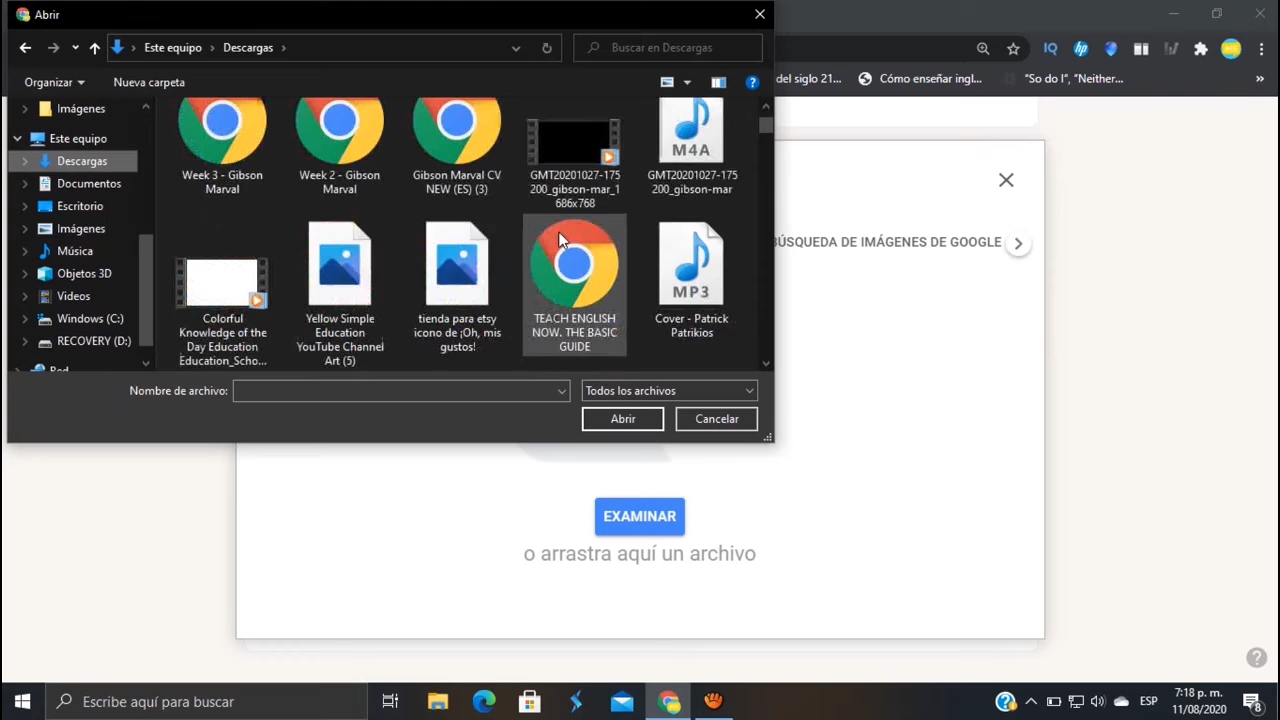 Abrir
Este equipo
Descargas
Buscar en Descargas
Organizar
Nueva carpeta
del siglo 21...
Cómo enseñar ingl...
"So do I", "Neither...
»
Imágenes
Este equipo
Descargas
Documentos
Escritorio
Imágenes
Música
Objetos 3D
Videos
Windows (C:)
RECOVERY (D:)
Red
Week 3 - Gibson
Marval
Week 2 - Gibson
Marval
Gibson Marval CV
NEW (ES) (3)
GMT20201027-175
200_gibson-mar_1
686x768
M4A
GMT20201027-175
200_gibson-mar
Colorful
Knowledge of the
Day Education
Education_Scho...
Yellow Simple
Education
YouTube Channel
Art (5)
tienda para etsy
icono de ¡Oh, mis
gustos!
TEACH ENGLISH
NOW. THE BASIC
GUIDE
MP3
Cover - Patrick
Patrikios
Nombre de archivo:
Todos los archivos
Abrir
Cancelar
BÚSQUEDA DE IMÁGENES DE GOOGLE
EXAMINAR
o arrastra aquí un archivo
Escribe aquí para buscar
ESP
7:18 p. m.
11/08/2020
8